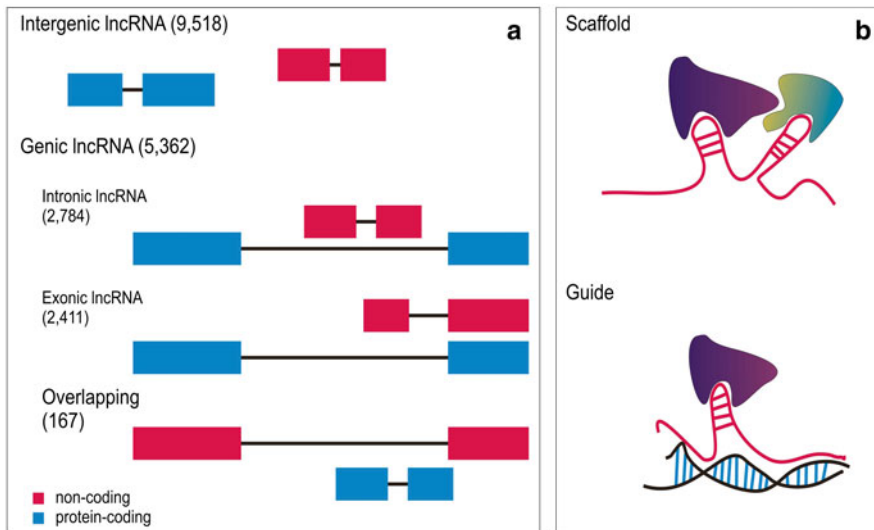 Intergenic lncRNA (9,518)
a
Genic lncRNA (5,362)
Intronic lncRNA
(2,784)
Exonic lncRNA
(2,411)
Overlapping
(167)
non-coding
protein-coding
Scaffold
b
Guide